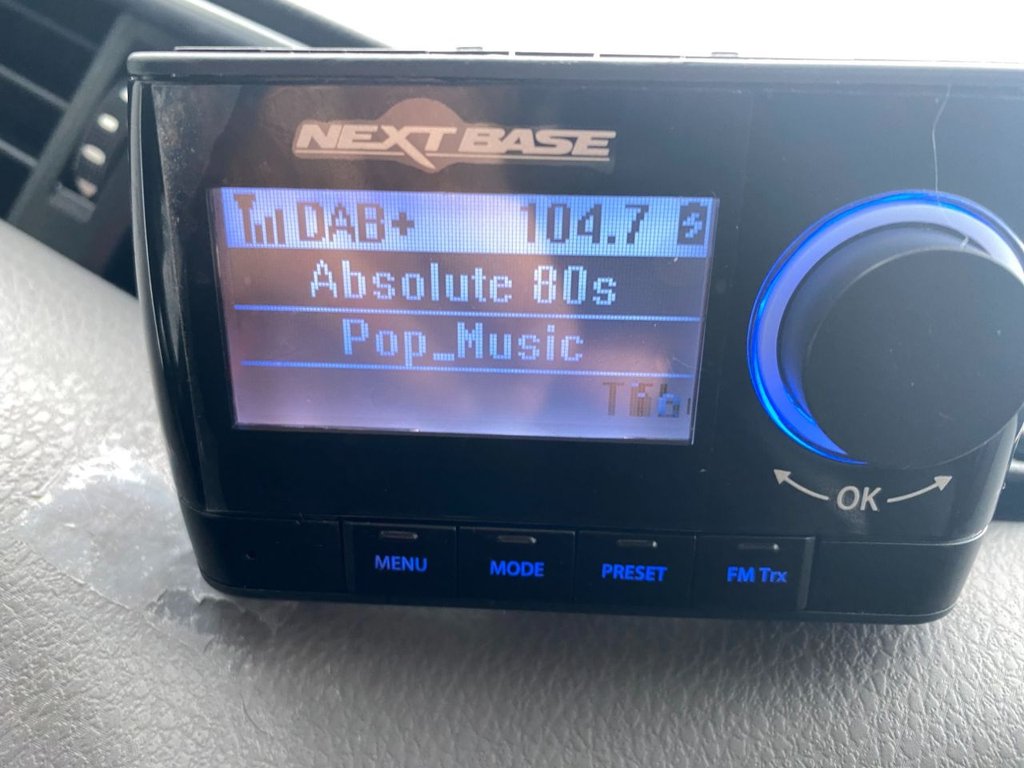 NEXTBASE
DAB+ 104.7
Absolute 80s
Pop_Music
OK
MENU MODE PRESET FM Trx